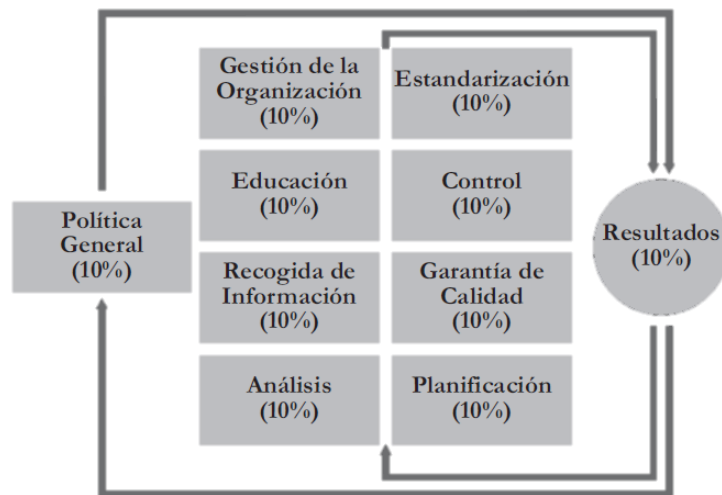 Gestión de la
Organización
(10%)
Estandarización
(10%)
Educación
(10%)
Control
(10%)
Política
General
(10%)
Resultados
(10%)
Recogida de
Información
(10%)
Garantía de
Calidad
(10%)
Análisis
(10%)
Planificación
(10%)